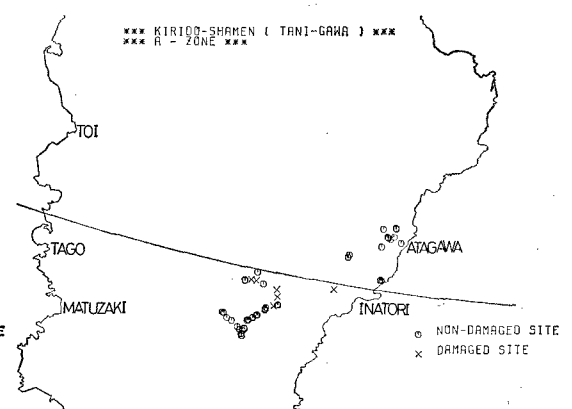 *** KIRIDO-SHAMEN ( TANI-GAWA ) ***
*** A - ZONE ***
TOI
TAGO
ATAGAWA
MATUZAKI
INATORI
E
NON-DAMAGED SITE
DAMAGED SITE